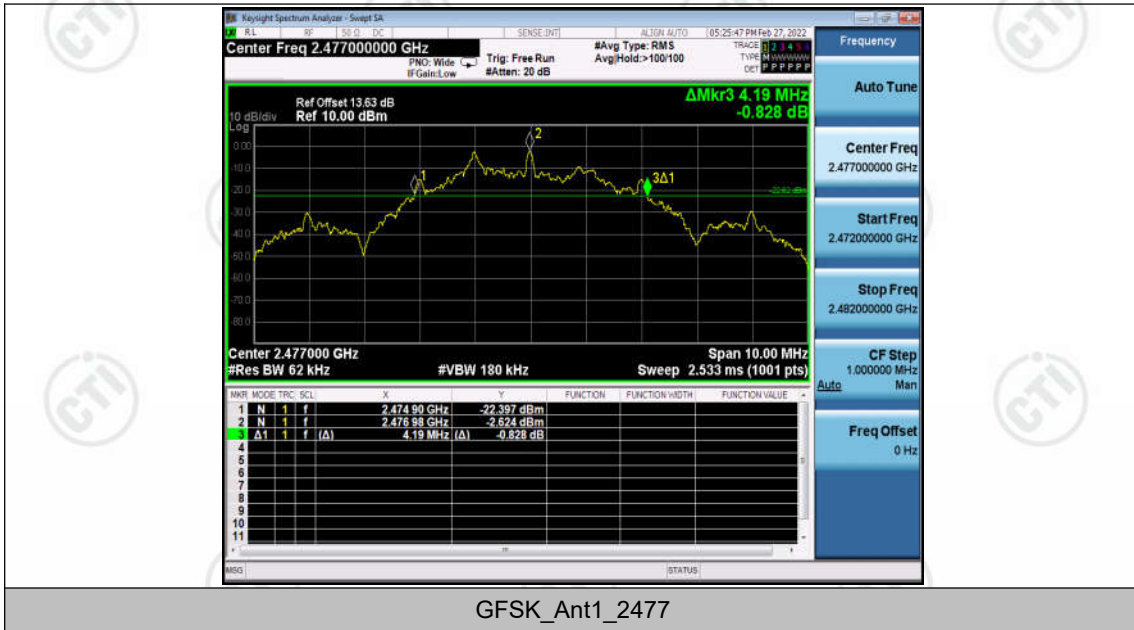 Keysight Spectrum Analyzer - Swept SA
RL RF 50 Ω DC SENSE:INT ALIGN AUTO 05:25:47 PM Feb 27, 2022
Center Freq 2.477000000 GHz
PNO: Wide
IFGain:Low
Trig: Free Run
#Atten: 20 dB
#Avg Type: RMS
Avg|Hold:>100/100
TRACE 1 2 3 4 5 6
TYPE M WWWWW
DET P P P P P P
Frequency
Auto Tune
Center Freq
2.477000000 GHz
Start Freq
2.472000000 GHz
Stop Freq
2.482000000 GHz
CF Step
1.000000 MHz
Auto Man
Freq Offset
0 Hz
ΔMkr3 4.19 MHz
-0.828 dB
Ref Offset 13.63 dB
10 dB/div Ref 10.00 dBm
Log
0.00
-10.0
-20.0
-30.0
-40.0
-50.0
-60.0
-70.0
-80.0
1
2
3Δ1
-22.62 dBm
Center 2.477000 GHz Span 10.00 MHz
#Res BW 62 kHz #VBW 180 kHz Sweep 2.533 ms (1001 pts)
MKR MODE TRC SCL X Y FUNCTION FUNCTION WIDTH FUNCTION VALUE
1 N 1 f 2.474 90 GHz -22.397 dBm
2 N 1 f 2.476 98 GHz -2.624 dBm
3 Δ1 1 f (Δ) 4.19 MHz (Δ) -0.828 dB
4
5
6
7
8
9
10
11
MSG STATUS
GFSK_Ant1_2477
CTI
CTI
CTI
CTI